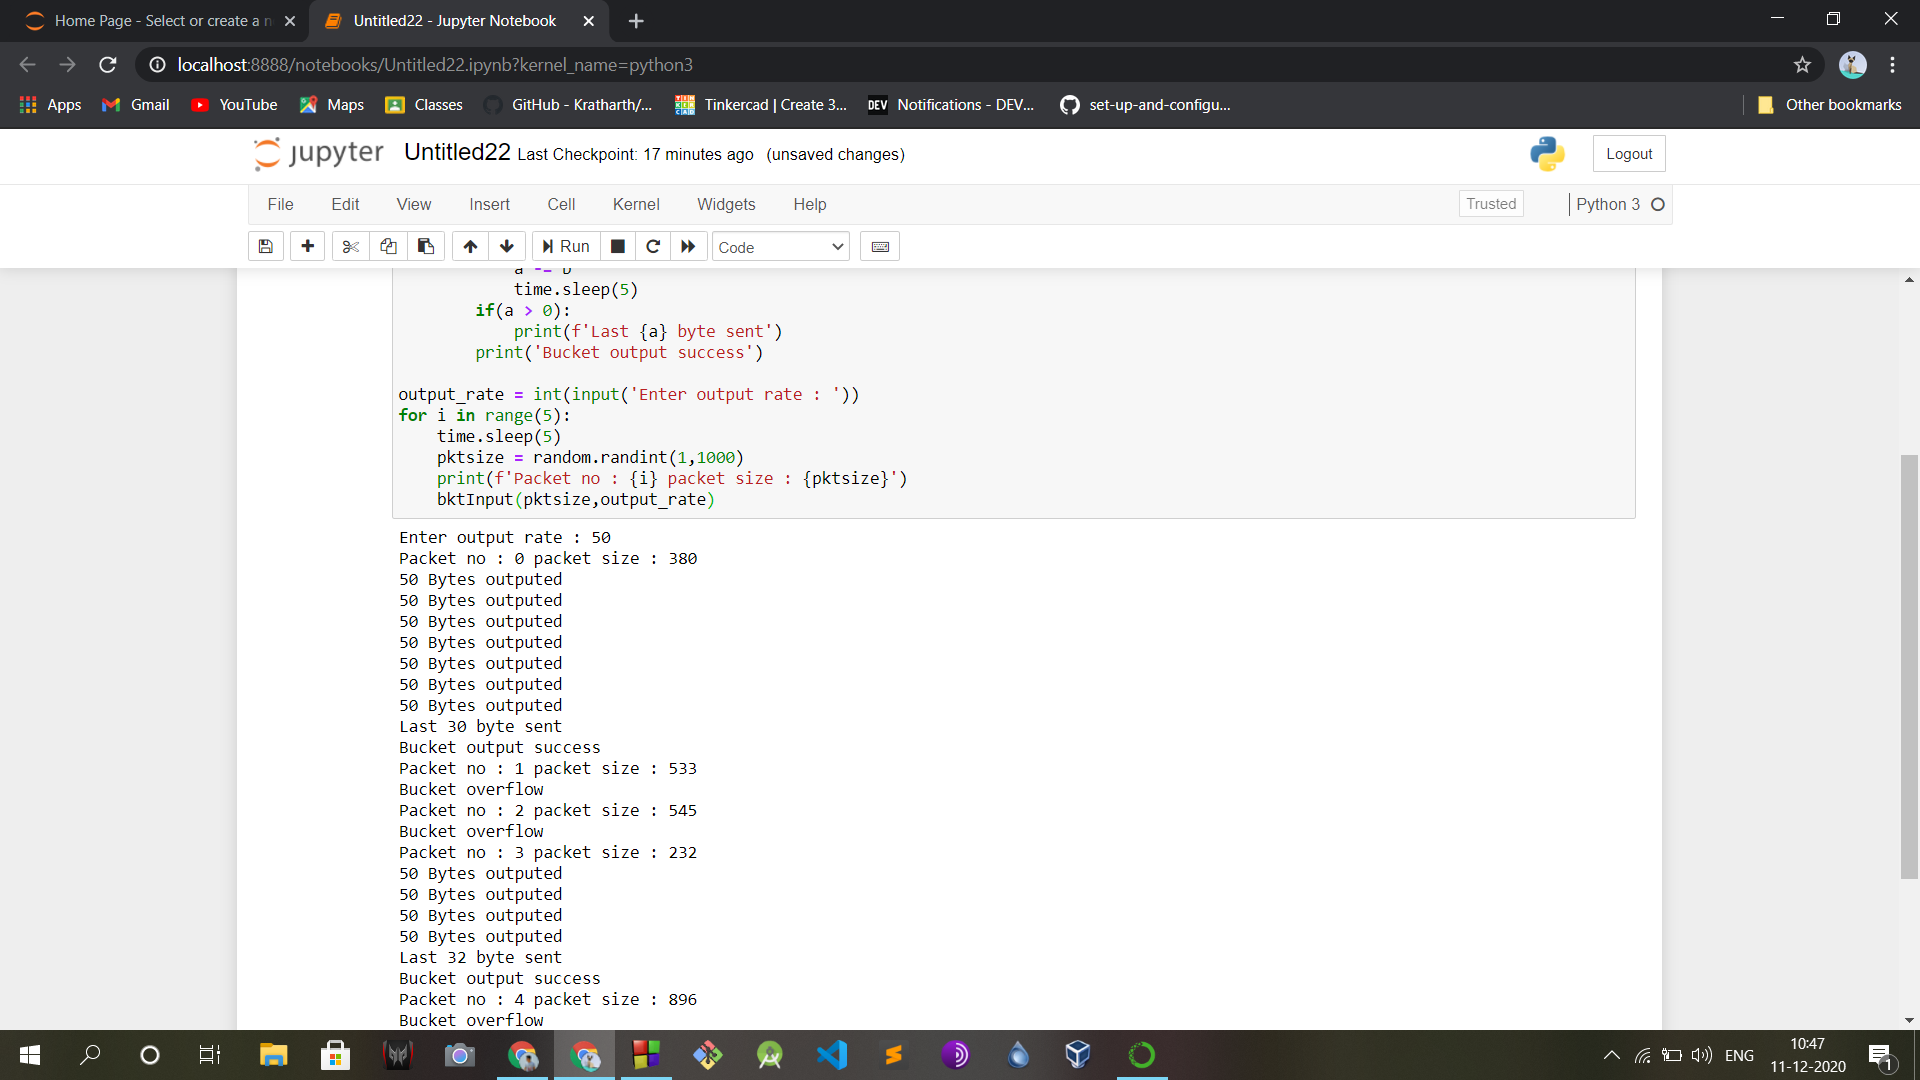 Home Page - Select or create a n
Untitled22 - Jupyter Notebook
localhost:8888/notebooks/Untitled22.ipynb?kernel_name=python3
Apps
Gmail
YouTube
Maps
Classes
GitHub - Kratharth/...
Tinkercad | Create 3...
DEV
Notifications - DEV...
set-up-and-configu...
Other bookmarks
jupyter
Untitled22 Last Checkpoint: 17 minutes ago (unsaved changes)
Logout
File Edit View Insert Cell Kernel Widgets Help
Trusted
Python 3
Run
Code
a -= b
time.sleep(5)
if(a > 0):
print(f'Last {a} byte sent')
print('Bucket output success')
output_rate = int(input('Enter output rate : '))
for i in range(5):
time.sleep(5)
pktsize = random.randint(1,1000)
print(f'Packet no : {i} packet size : {pktsize}')
bktInput(pktsize,output_rate)
Enter output rate : 50
Packet no : 0 packet size : 380
50 Bytes outputed
50 Bytes outputed
50 Bytes outputed
50 Bytes outputed
50 Bytes outputed
50 Bytes outputed
50 Bytes outputed
Last 30 byte sent
Bucket output success
Packet no : 1 packet size : 533
Bucket overflow
Packet no : 2 packet size : 545
Bucket overflow
Packet no : 3 packet size : 232
50 Bytes outputed
50 Bytes outputed
50 Bytes outputed
50 Bytes outputed
Last 32 byte sent
Bucket output success
Packet no : 4 packet size : 896
Bucket overflow
ENG
10:47
11-12-2020
1